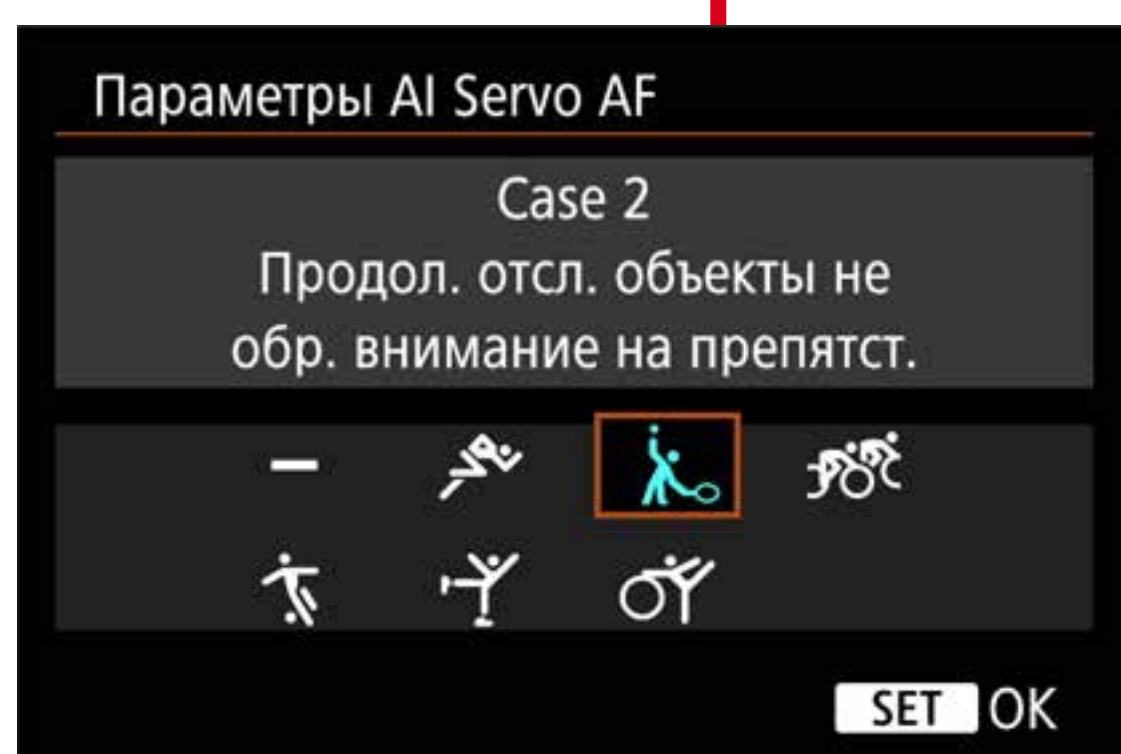 Параметры AI Servo AF
Case 2
Продол. отсл. объекты не
обр. внимание на препятст.
SET OK